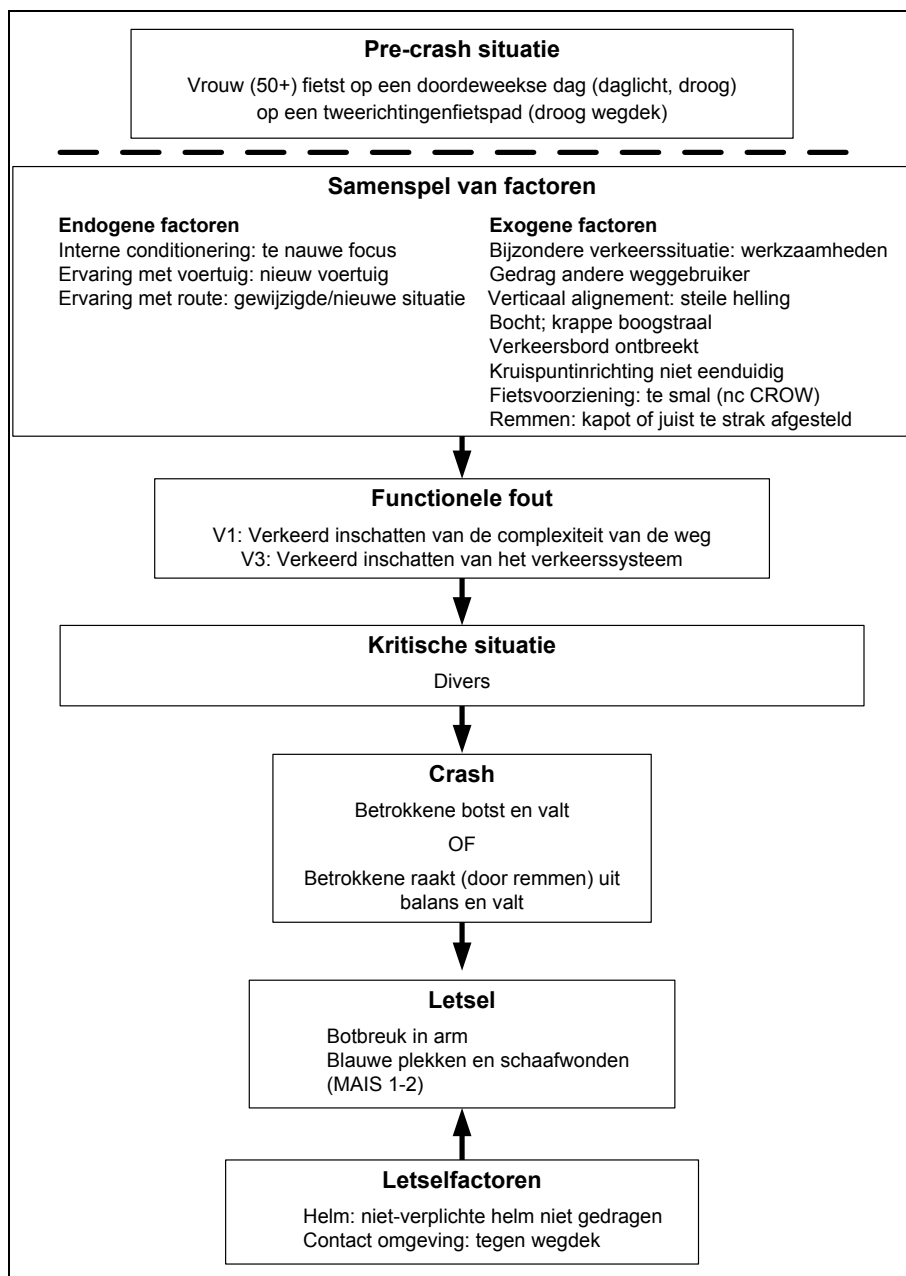 Pre-crash situatie
Vrouw (50+) fietst op een doordeweekse dag (daglicht, droog)
op een tweerichtingenfietspad (droog wegdek)
Samenspel van factoren
Endogene factoren
Interne conditionering: te nauwe focus
Ervaring met voertuig: nieuw voertuig
Ervaring met route: gewijzigde/nieuwe situatie
Exogene factoren
Bijzondere verkeerssituatie: werkzaamheden
Gedrag andere weggebruiker
Verticaal alignement: steile helling
Bocht; krappe boogstraal
Verkeersbord ontbreekt
Kruispuntinrichting niet eenduidig
Fietsvoorziening: te smal (nc CROW)
Remmen: kapot of juist te strak afgesteld
Functionele fout
V1: Verkeerd inschatten van de complexiteit van de weg
V3: Verkeerd inschatten van het verkeerssysteem
Kritische situatie
Divers
Crash
Betrokkene botst en valt
OF
Betrokkene raakt (door remmen) uit
balans en valt
Letsel
Botbreuk in arm
Blauwe plekken en schaafwonden
(MAIS 1-2)
Letselfactoren
Helm: niet-verplichte helm niet gedragen
Contact omgeving: tegen wegdek